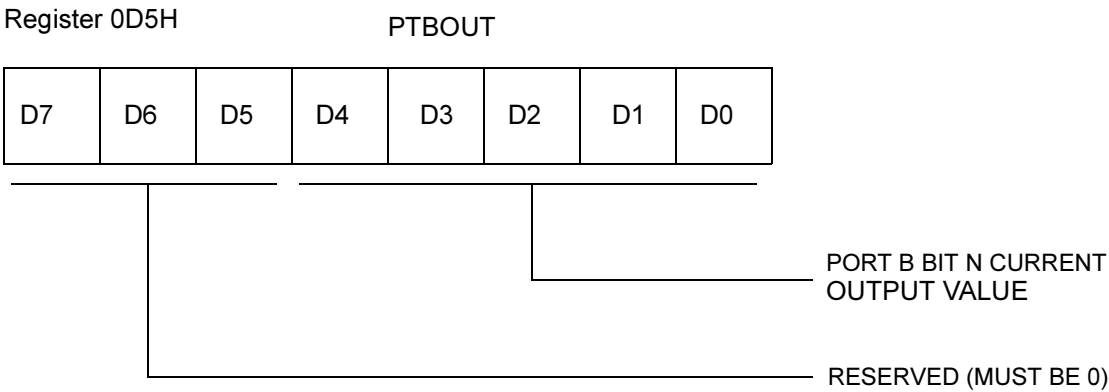 Register 0D5H
PTBOUT
D7 D6 D5 D4 D3 D2 D1 D0
PORT B BIT N CURRENT
OUTPUT VALUE
RESERVED (MUST BE 0)